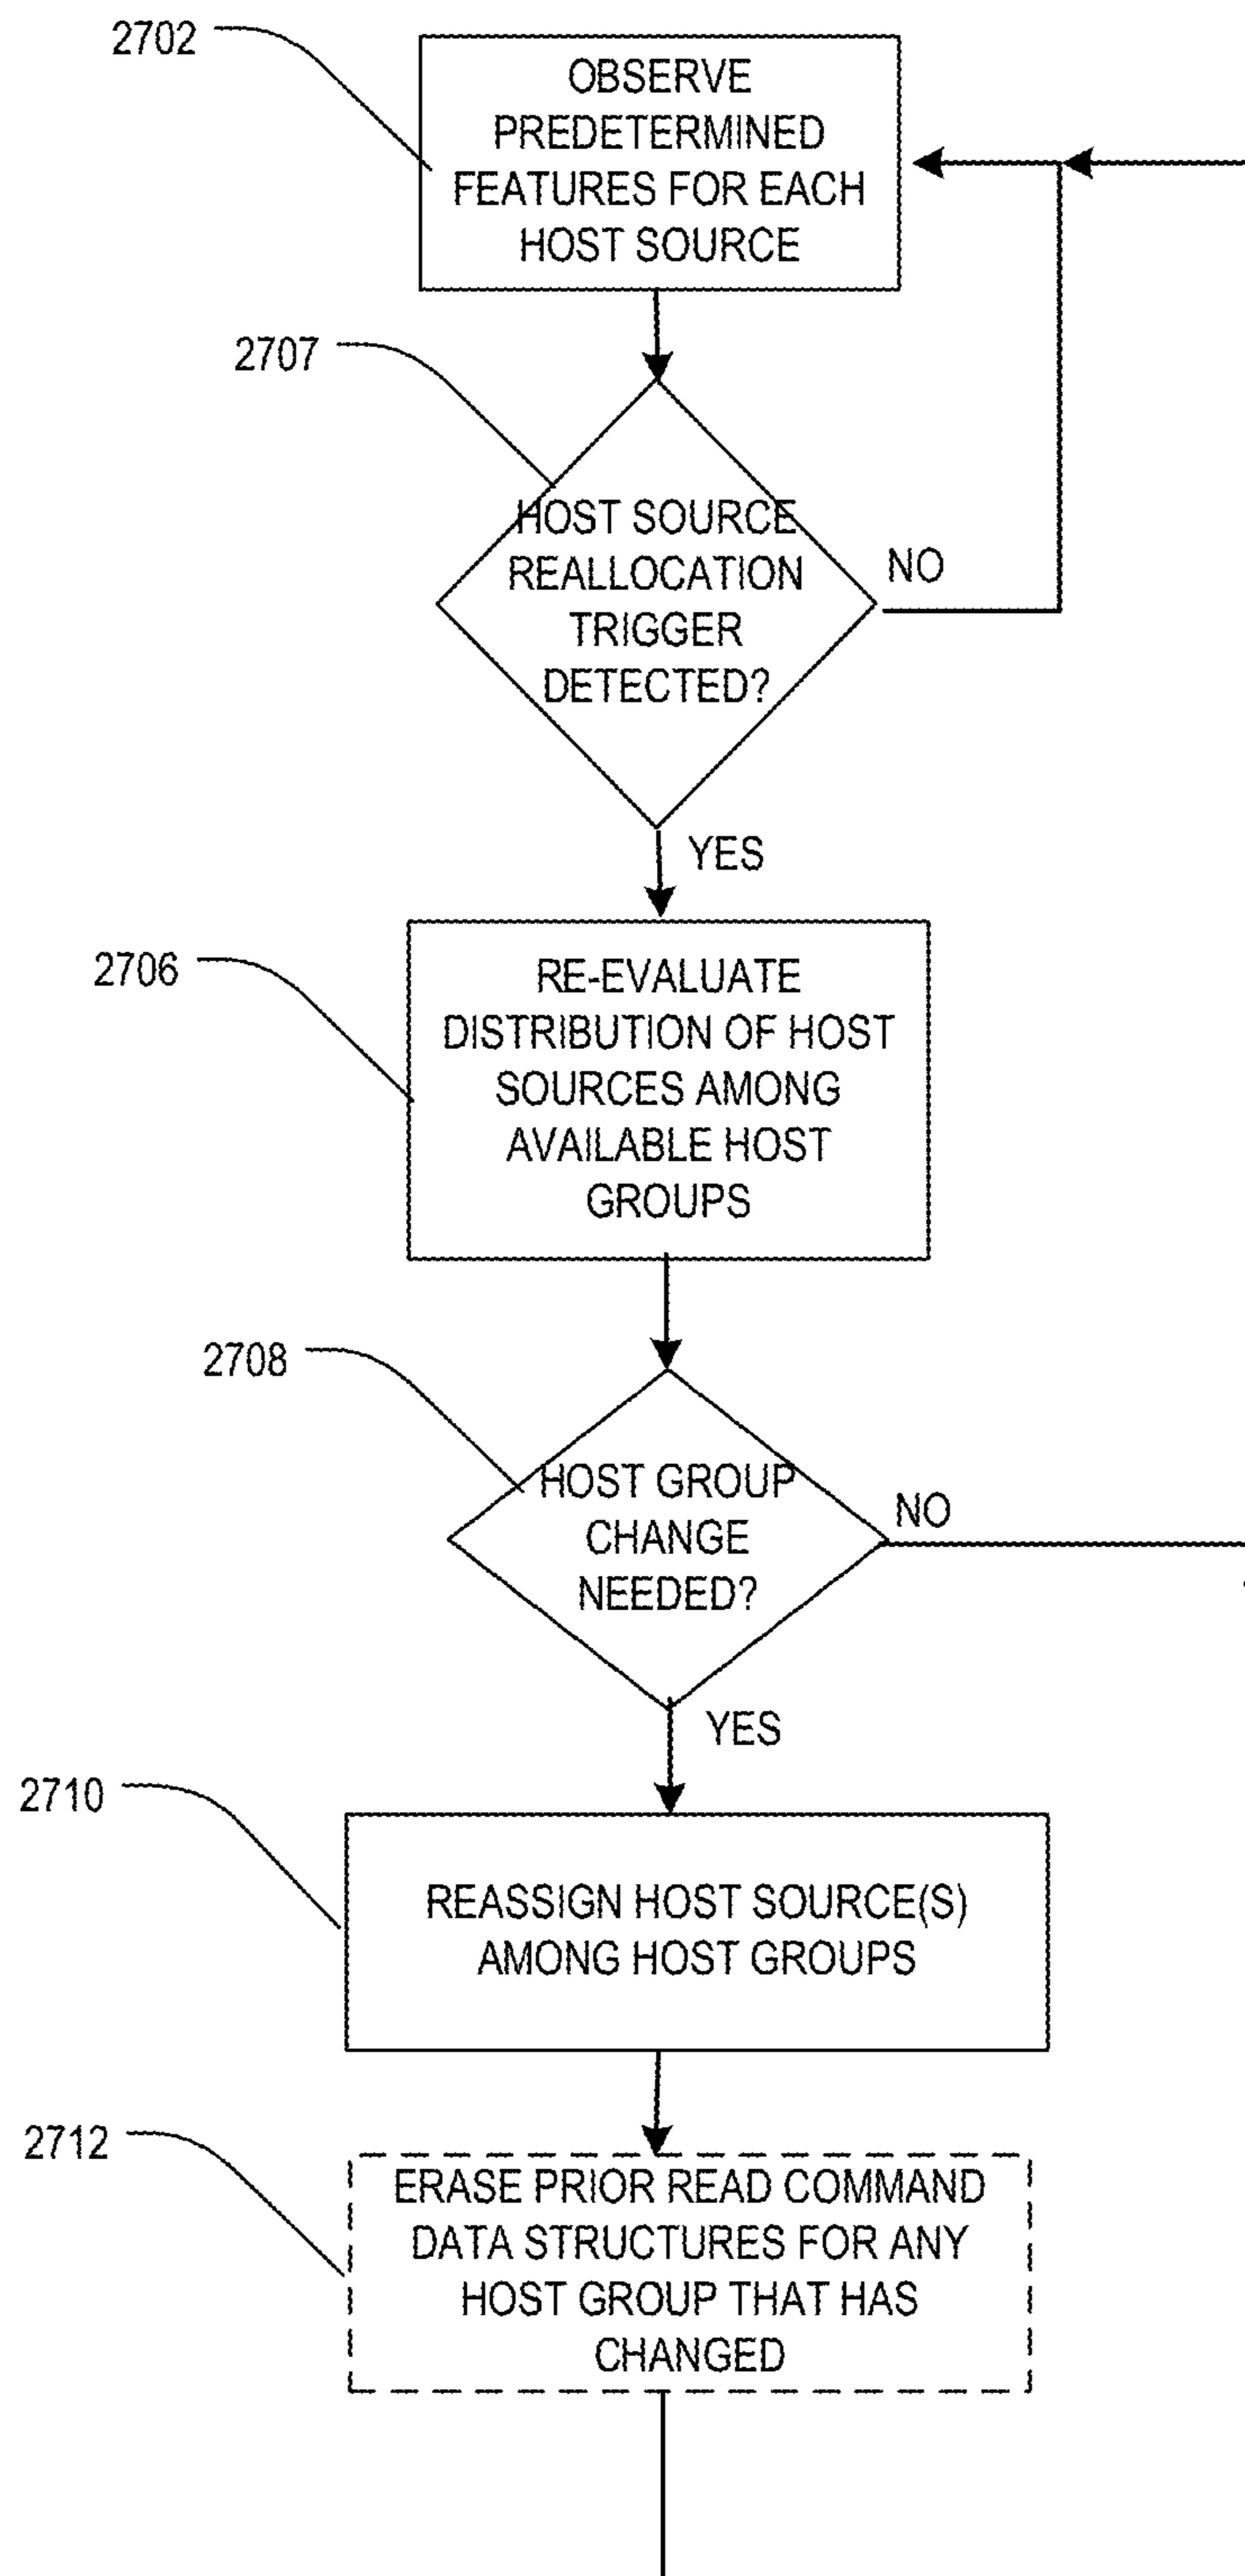 2702
OBSERVE
PREDETERMINED
FEATURES FOR EACH
HOST SOURCE
2707
HOST SOURCE
REALLOCATION
TRIGGER
DETECTED?
NO
YES
2706
RE-EVALUATE
DISTRIBUTION OF HOST
SOURCES AMONG
AVAILABLE HOST
GROUPS
2708
HOST GROUP
CHANGE
NEEDED?
NO
YES
2710
REASSIGN HOST SOURCE(S)
AMONG HOST GROUPS
2712
ERASE PRIOR READ COMMAND
DATA STRUCTURES FOR ANY
HOST GROUP THAT HAS
CHANGED